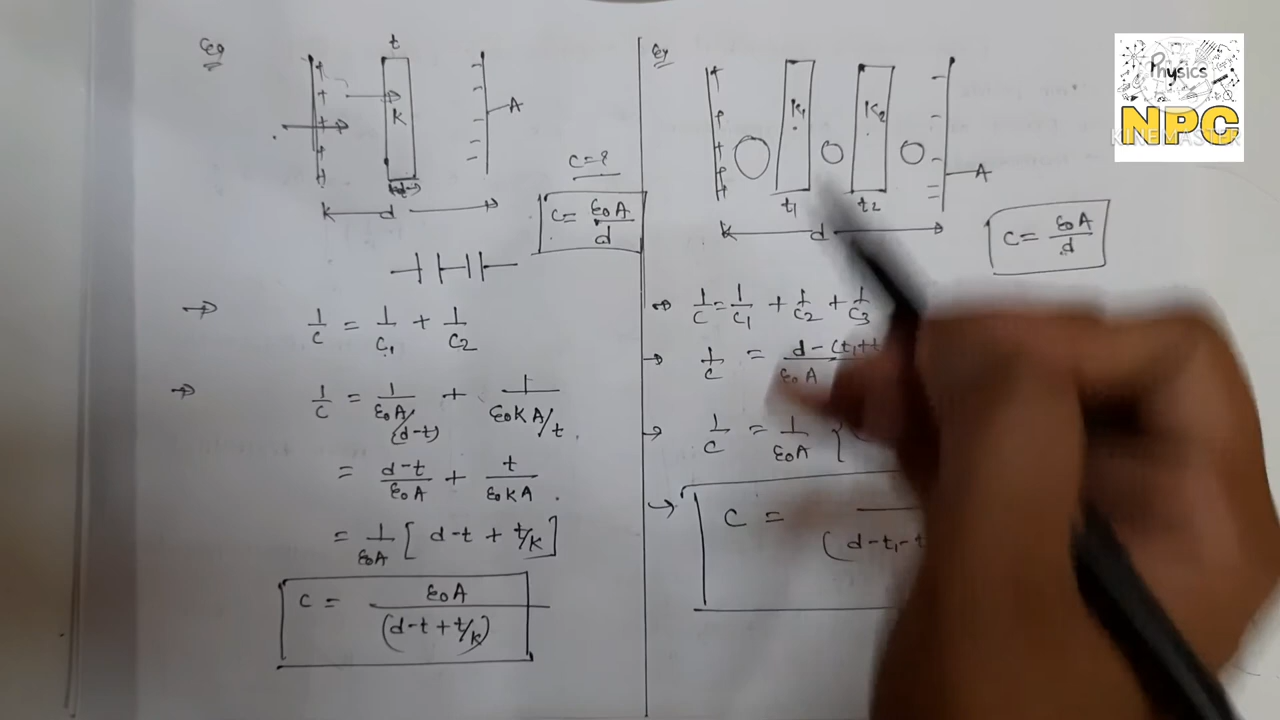 Eg
t
+ + + + +
K
- - - - -
A
d
C = ?
C = ε₀A/d
→ 1/C = 1/C₁ + 1/C₂
→ 1/C = 1/(ε₀A/(d-t)) + 1/(ε₀KA/t)
= (d-t)/(ε₀A) + t/(ε₀KA)
= 1/(ε₀A) [ d-t + t/K ]
C = ε₀A/(d-t+t/K)
Eg
K₁ K₂
A
t₁ t₂
d
C = ε₀A/d
→ 1/C = 1/C₁ + 1/C₂ + 1/C₃
→ 1/C = d-(t₁+t / ε₀A
→ 1/C = 1/(ε₀A) {
→ C =
(d-t₁-t
Physics
NPC
KINEMASTER